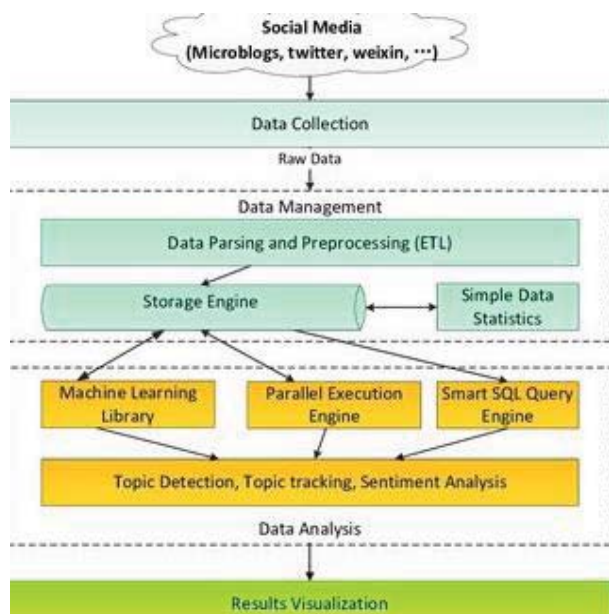 Social Media
(Microblogs, twitter, weixin, ⋯)
Data Collection
Raw Data
Data Management
Data Parsing and Preprocessing (ETL)
Storage Engine
Simple Data
Statistics
Machine Learning
Library
Parallel Execution
Engine
Smart SQL Query
Engine
Topic Detection, Topic tracking, Sentiment Analysis
Data Analysis
Results Visualization